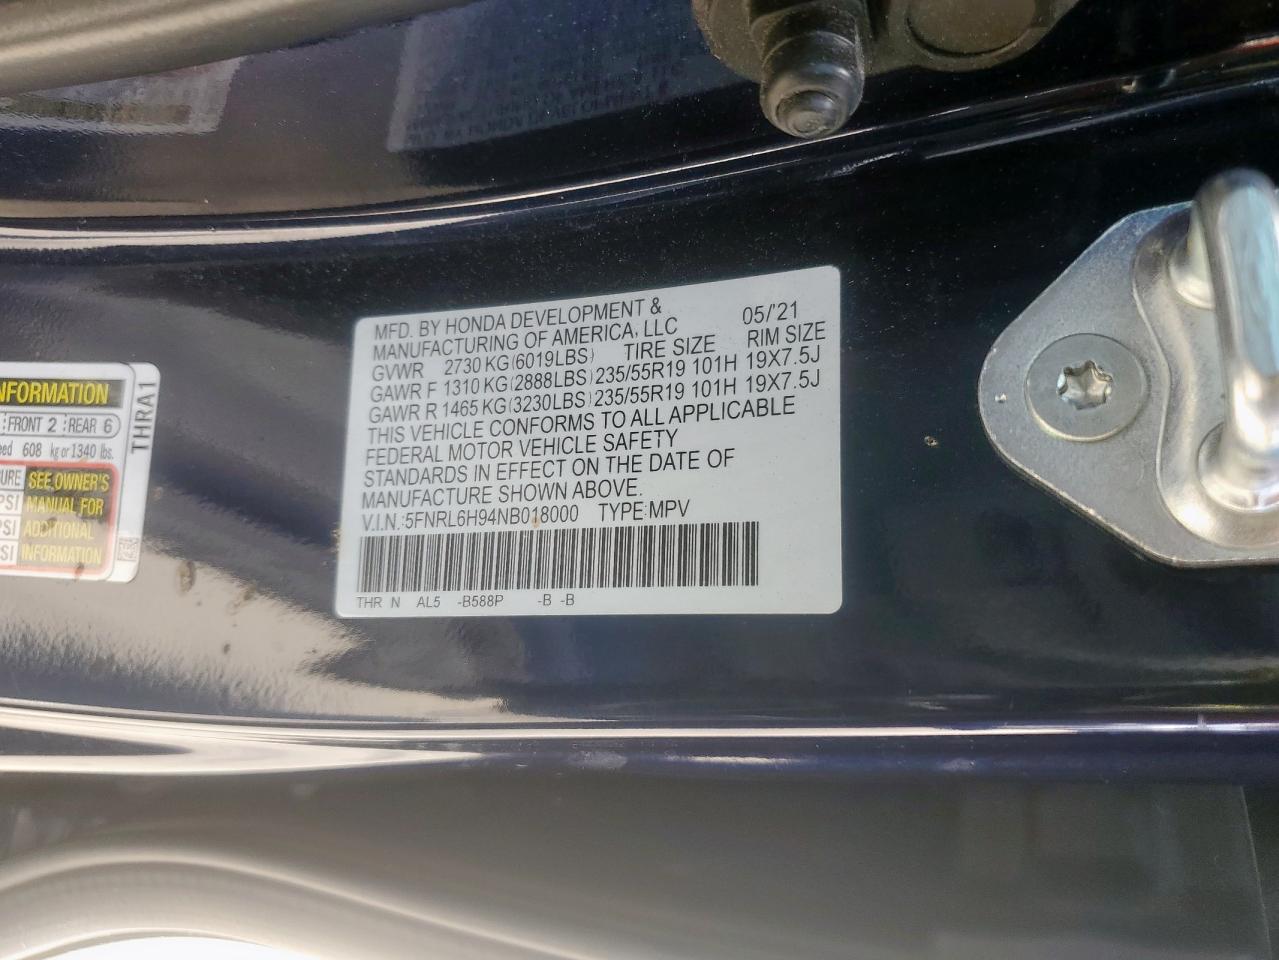 MFD. BY HONDA DEVELOPMENT & 05/'21
MANUFACTURING OF AMERICA, LLC
GVWR 2730 KG(6019LBS) TIRE SIZE RIM SIZE
GAWR F 1310 KG(2888LBS) 235/55R19 101H 19X7.5J
GAWR R 1465 KG(3230LBS) 235/55R19 101H 19X7.5J
THIS VEHICLE CONFORMS TO ALL APPLICABLE
FEDERAL MOTOR VEHICLE SAFETY
STANDARDS IN EFFECT ON THE DATE OF
MANUFACTURE SHOWN ABOVE.
V.I.N.:5FNRL6H94NB018000 TYPE:MPV
THR N AL5 -B588P -B -B
NFORMATION
:FRONT 2 :REAR 6
eed 608 kg or 1340 lbs.
URE SEE OWNER'S
PSI MANUAL FOR
PSI ADDITIONAL
PSI INFORMATION
THRA1